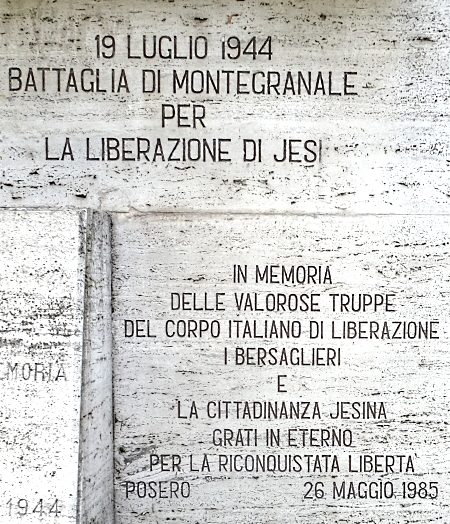 19 LUGLIO 1944
BATTAGLIA DI MONTEGRANALE
PER
LA LIBERAZIONE DI JESI
IN MEMORIA
DELLE VALOROSE TRUPPE
DEL CORPO ITALIANO DI LIBERAZIONE
I BERSAGLIERI
E
LA CITTADINANZA JESINA
GRATI IN ETERNO
PER LA RICONQUISTATA LIBERTA'
POSERO 26 MAGGIO 1985
MORIA
1944